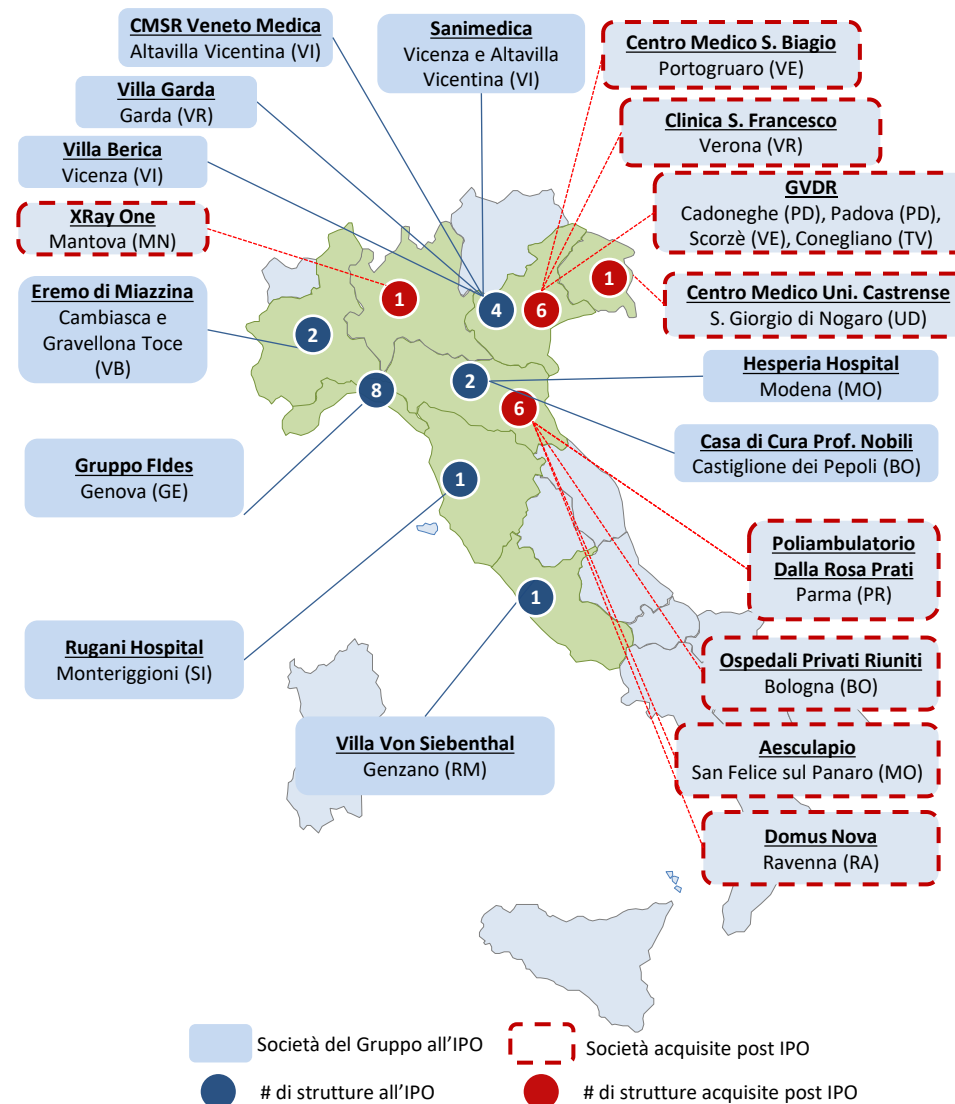 CMSR Veneto Medica
Altavilla Vicentina (VI)
Sanimedica
Vicenza e Altavilla
Vicentina (VI)
Centro Medico S. Biagio
Portogruaro (VE)
Villa Garda
Garda (VR)
Clinica S. Francesco
Verona (VR)
Villa Berica
Vicenza (VI)
GVDR
Cadoneghe (PD), Padova (PD),
Scorzè (VE), Conegliano (TV)
XRay One
Mantova (MN)
Eremo di Miazzina
Cambiasca e
Gravellona Toce
(VB)
Centro Medico Uni. Castrense
S. Giorgio di Nogaro (UD)
1
4
6
1
2
8
2
6
1
1
Hesperia Hospital
Modena (MO)
Casa di Cura Prof. Nobili
Castiglione dei Pepoli (BO)
Gruppo FIdes
Genova (GE)
Poliambulatorio
Dalla Rosa Prati
Parma (PR)
Rugani Hospital
Monteriggioni (SI)
Ospedali Privati Riuniti
Bologna (BO)
Villa Von Siebenthal
Genzano (RM)
Aesculapio
San Felice sul Panaro (MO)
Domus Nova
Ravenna (RA)
Società del Gruppo all’IPO
Società acquisite post IPO
# di strutture all’IPO
# di strutture acquisite post IPO